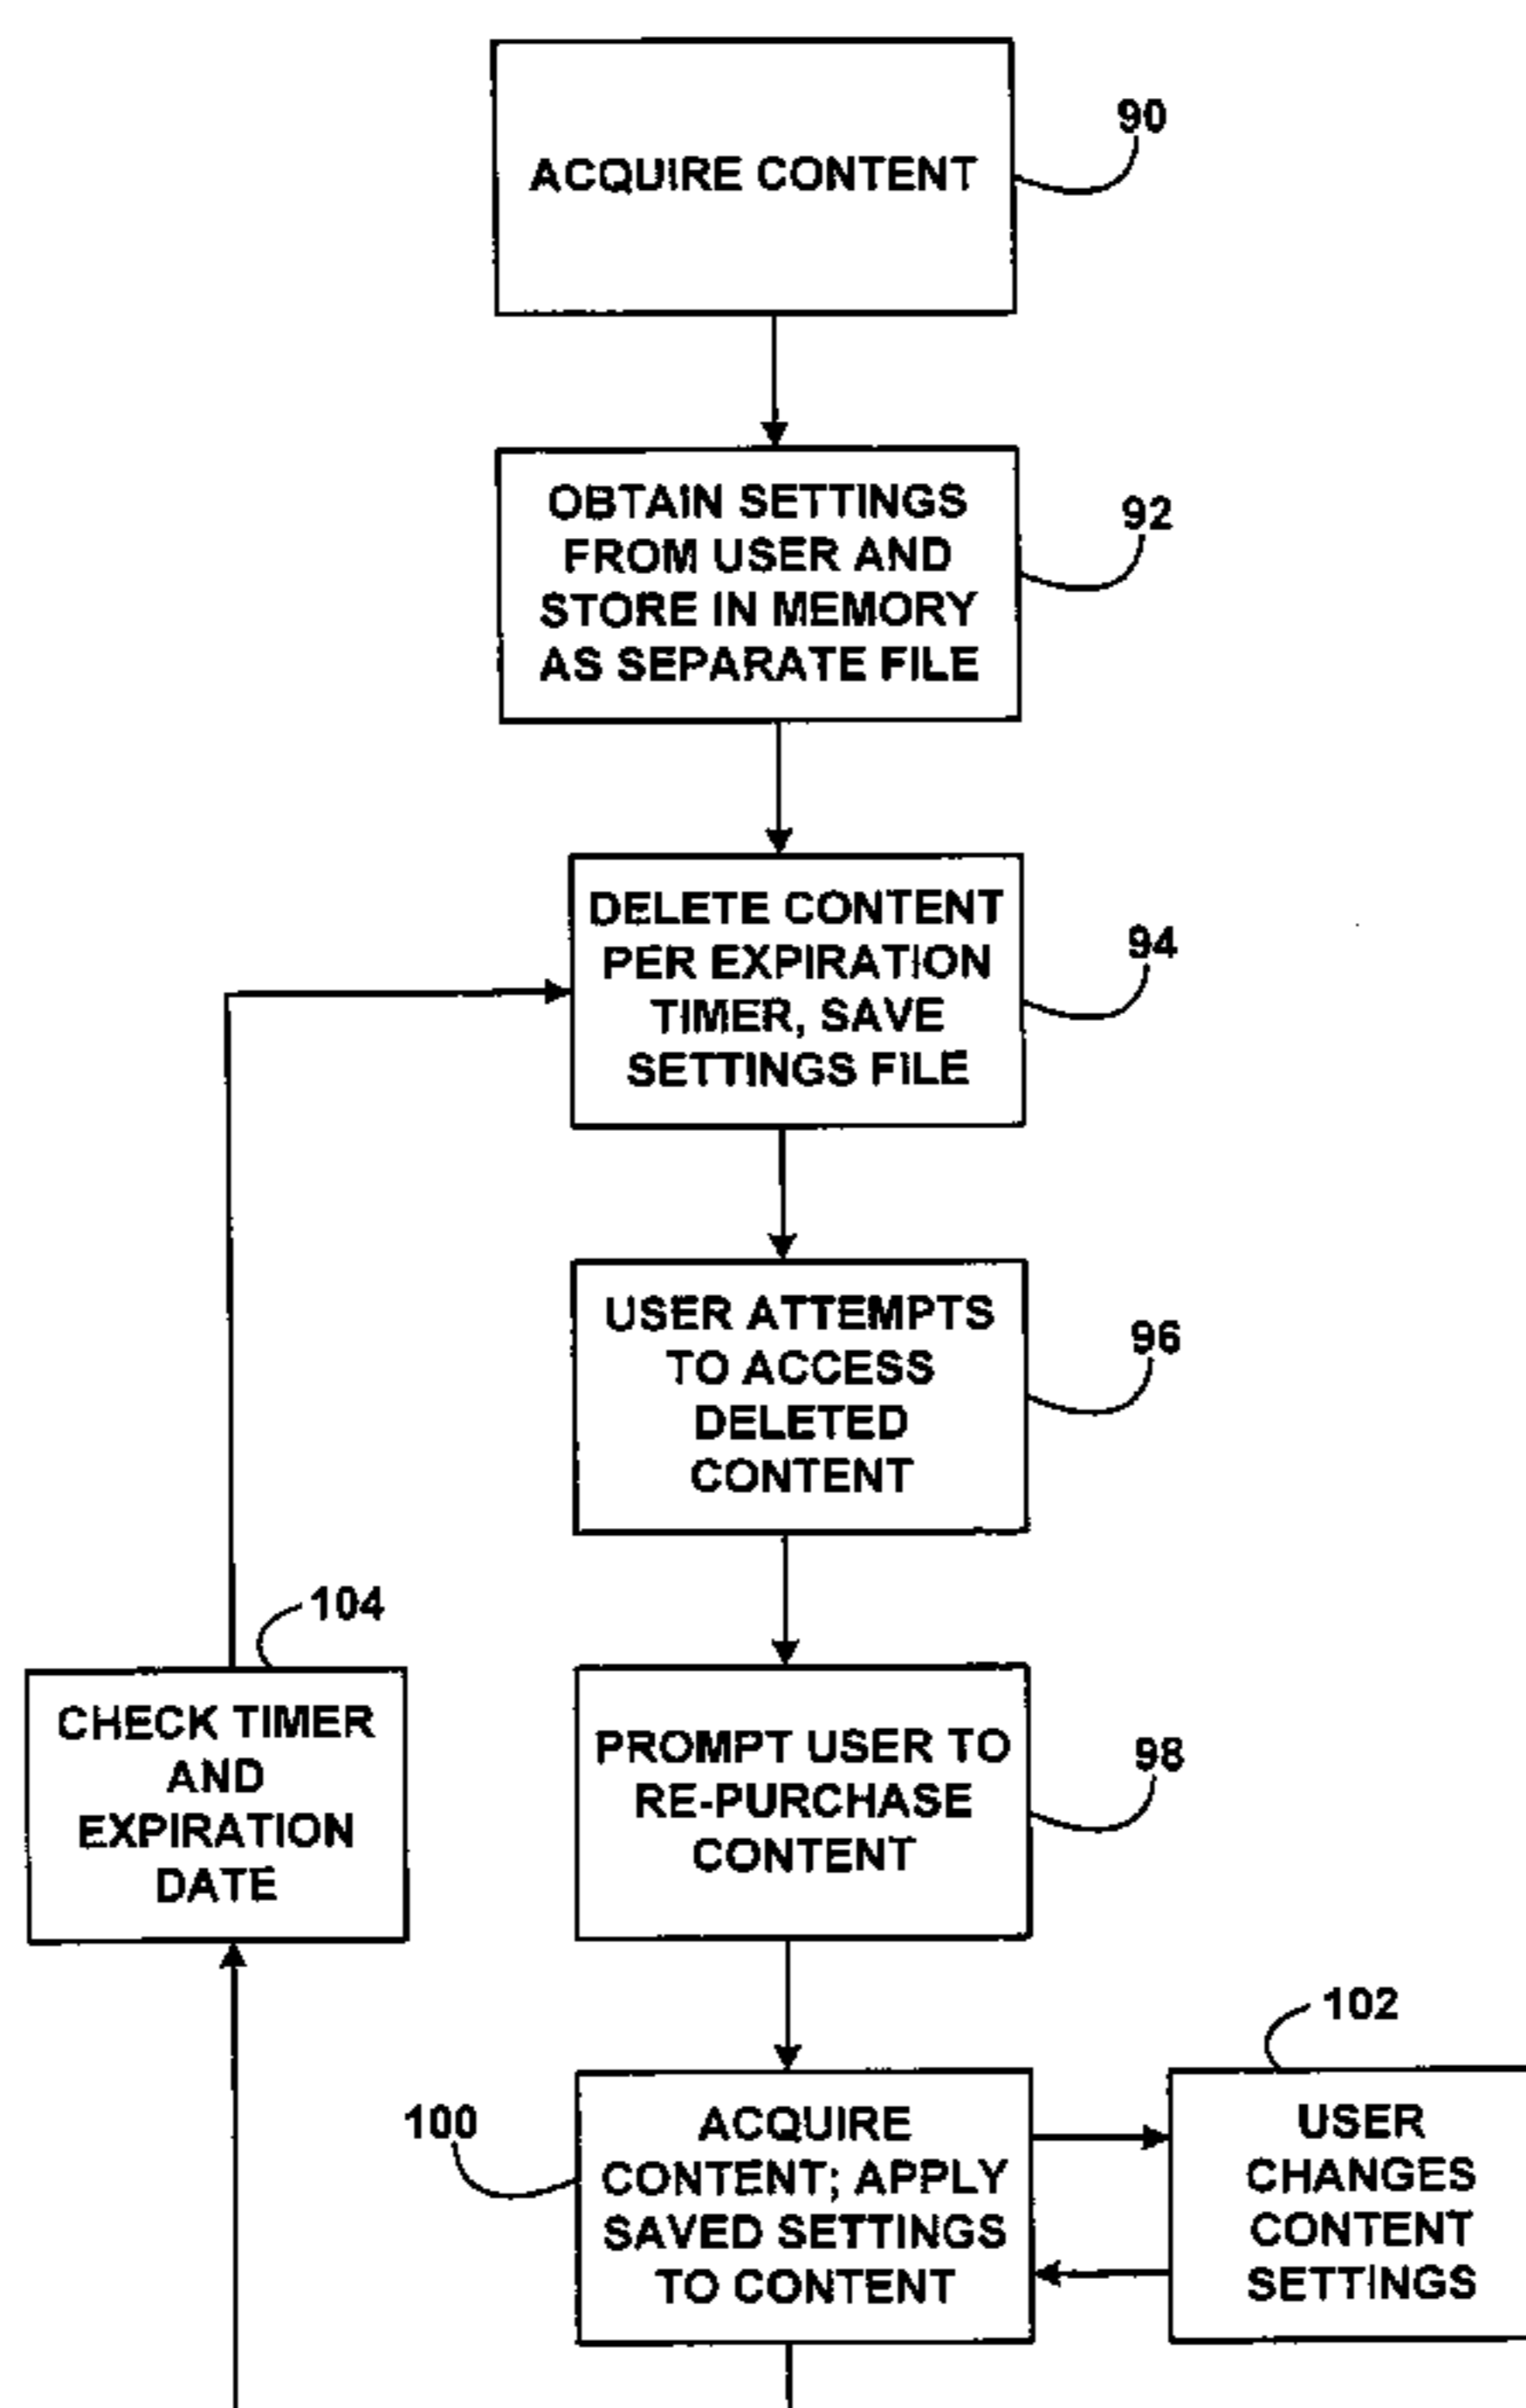 90
ACQUIRE CONTENT
92
OBTAIN SETTINGS
FROM USER AND
STORE IN MEMORY
AS SEPARATE FILE
94
DELETE CONTENT
PER EXPIRATION
TIMER, SAVE
SETTINGS FILE
96
USER ATTEMPTS
TO ACCESS
DELETED
CONTENT
104
CHECK TIMER
AND
EXPIRATION
DATE
98
PROMPT USER TO
RE-PURCHASE
CONTENT
100
ACQUIRE
CONTENT; APPLY
SAVED SETTINGS
TO CONTENT
102
USER
CHANGES
CONTENT
SETTINGS